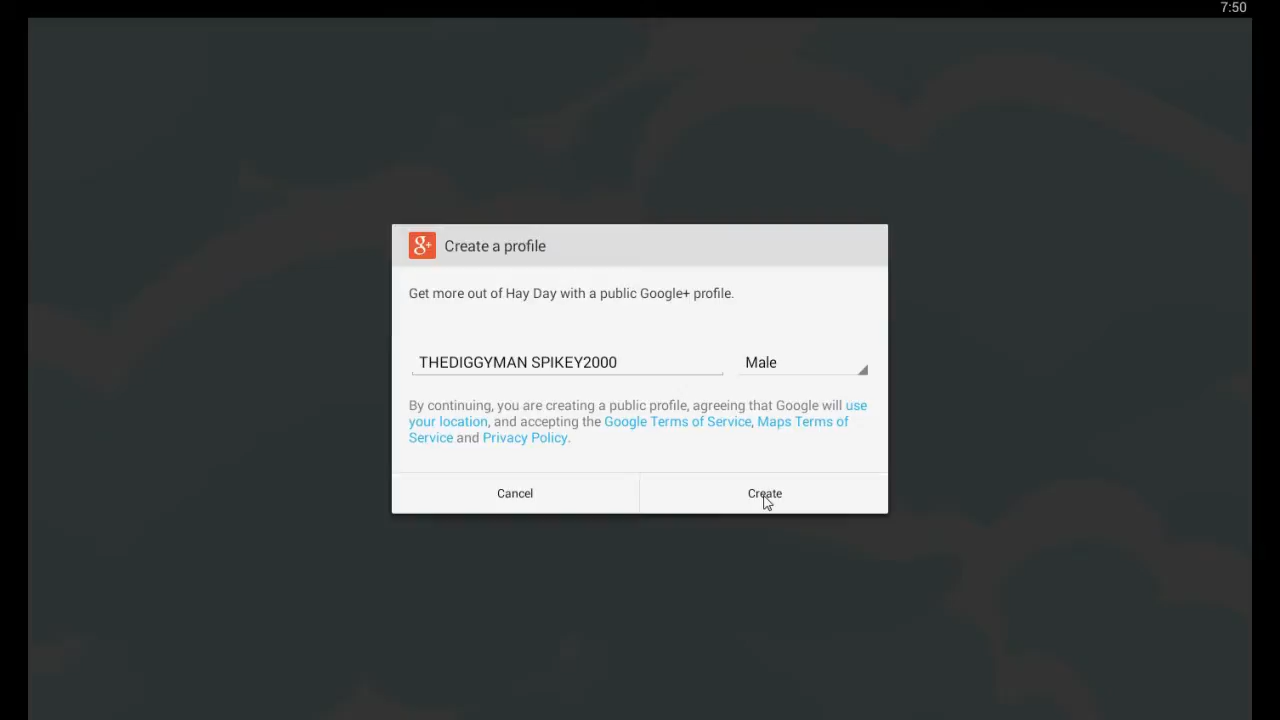 7:50
g+ Create a profile
Get more out of Hay Day with a public Google+ profile.
THEDIGGYMAN SPIKEY2000 Male
By continuing, you are creating a public profile, agreeing that Google will use
your location, and accepting the Google Terms of Service, Maps Terms of
Service and Privacy Policy.
Cancel Create